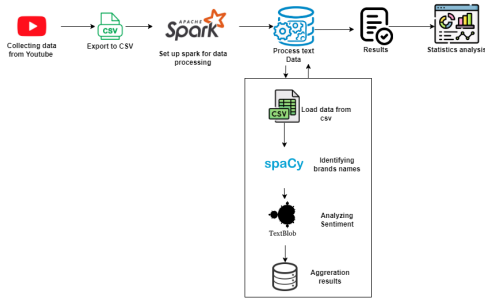 Collecting data
from Youtube
CSV
Export to CSV
APACHE
Spark
Set up spark for data
processing
Process text
Data
Results
Statistics analysis
CSV
Load data from
csv
spaCy
Identifying
brands names
TextBlob
Analyzing
Sentiment
Aggreration
results